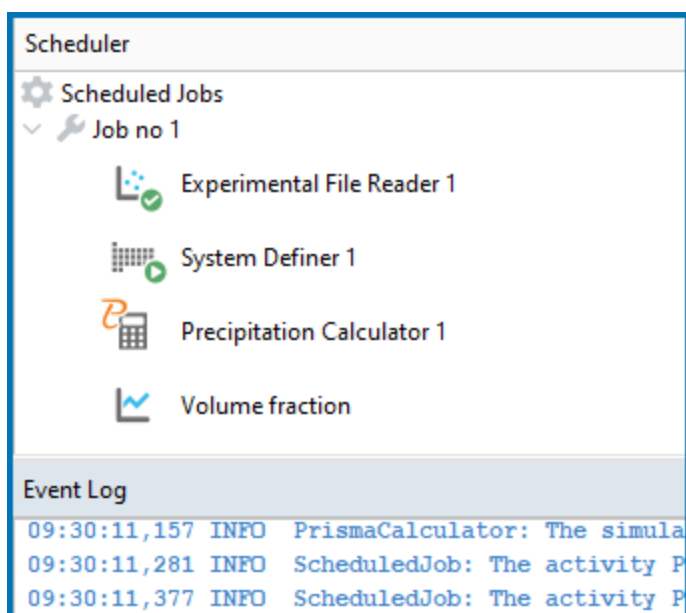 Scheduler
Scheduled Jobs
Job no 1
Experimental File Reader 1
System Definer 1
Precipitation Calculator 1
Volume fraction
Event Log
09:30:11,157 INFO PrismaCalculator: The simula
09:30:11,281 INFO ScheduledJob: The activity P
09:30:11,377 INFO ScheduledJob: The activity P